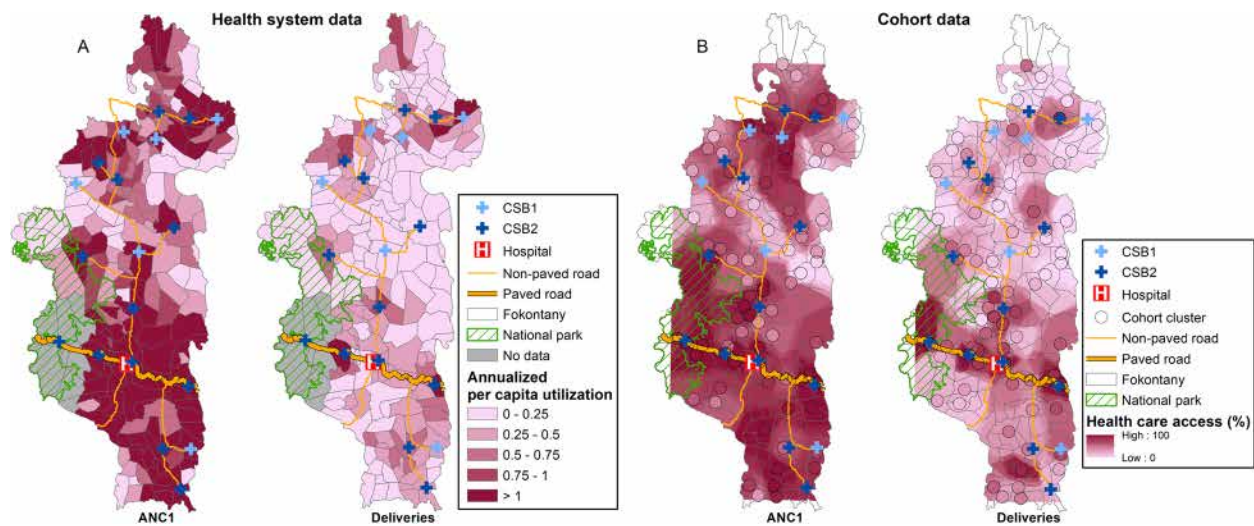 Health system data
Cohort data
A
B
CSB1
CSB2
H Hospital
Non-paved road
Paved road
Fokontany
National park
No data
Annualized
per capita utilization
0 - 0.25
0.25 - 0.5
0.5 - 0.75
0.75 - 1
> 1
H
H
ANC1
Deliveries
CSB1
CSB2
H Hospital
Cohort cluster
Non-paved road
Paved road
Fokontany
National park
Health care access (%)
High : 100
Low : 0
H
H
ANC1
Deliveries